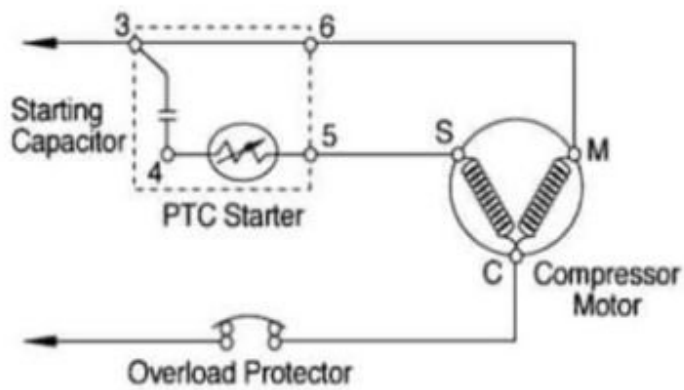 3
6
Starting
Capacitor
4
5
S
M
PTC Starter
C
Compressor
Motor
Overload Protector